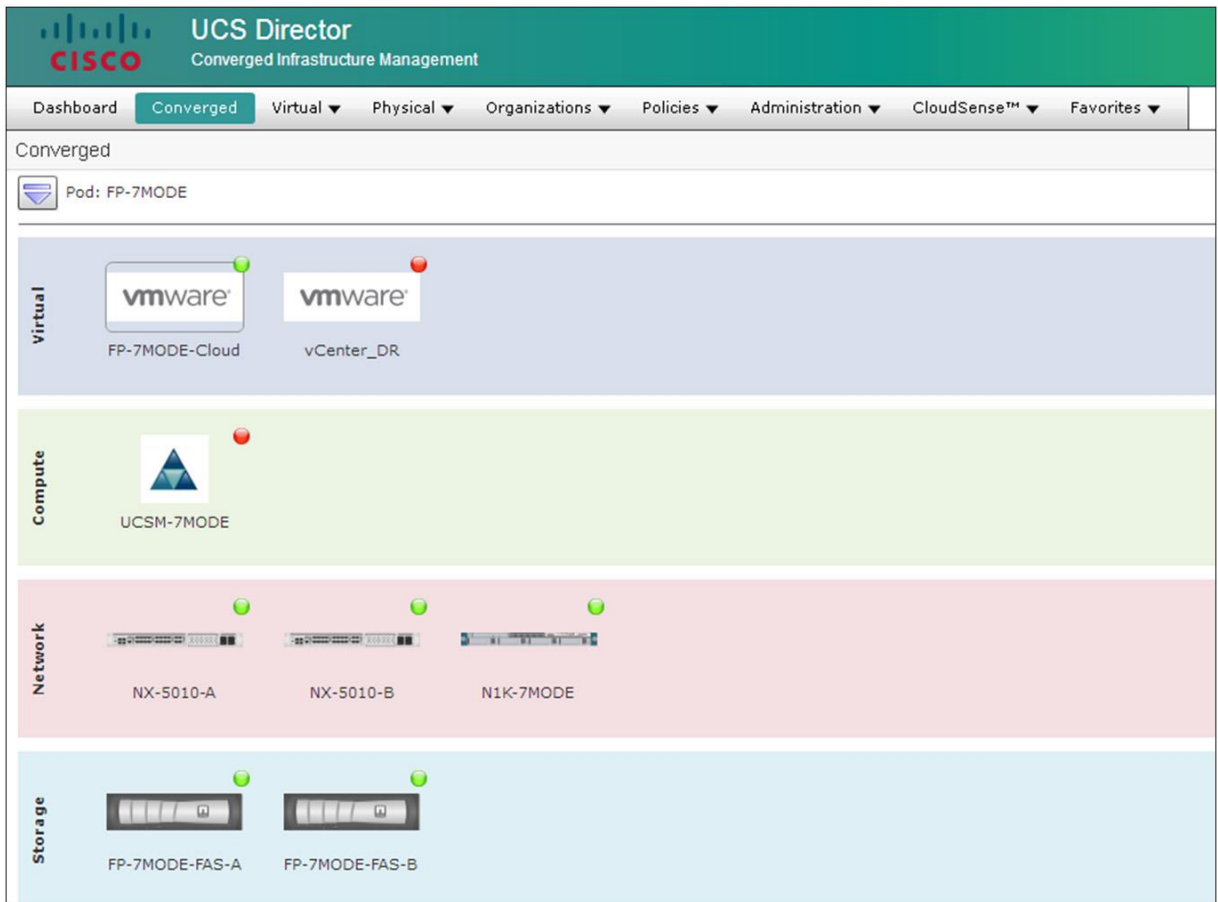 UCS Director
CISCO
Converged Infrastructure Management
Dashboard Converged Virtual Physical Organizations Policies Administration CloudSense™ Favorites
Converged
Pod: FP-7MODE
Virtual
vmware vmware
FP-7MODE-Cloud vCenter_DR
Compute
UCSM-7MODE
Network
NX-5010-A NX-5010-B N1K-7MODE
Storage
FP-7MODE-FAS-A FP-7MODE-FAS-B